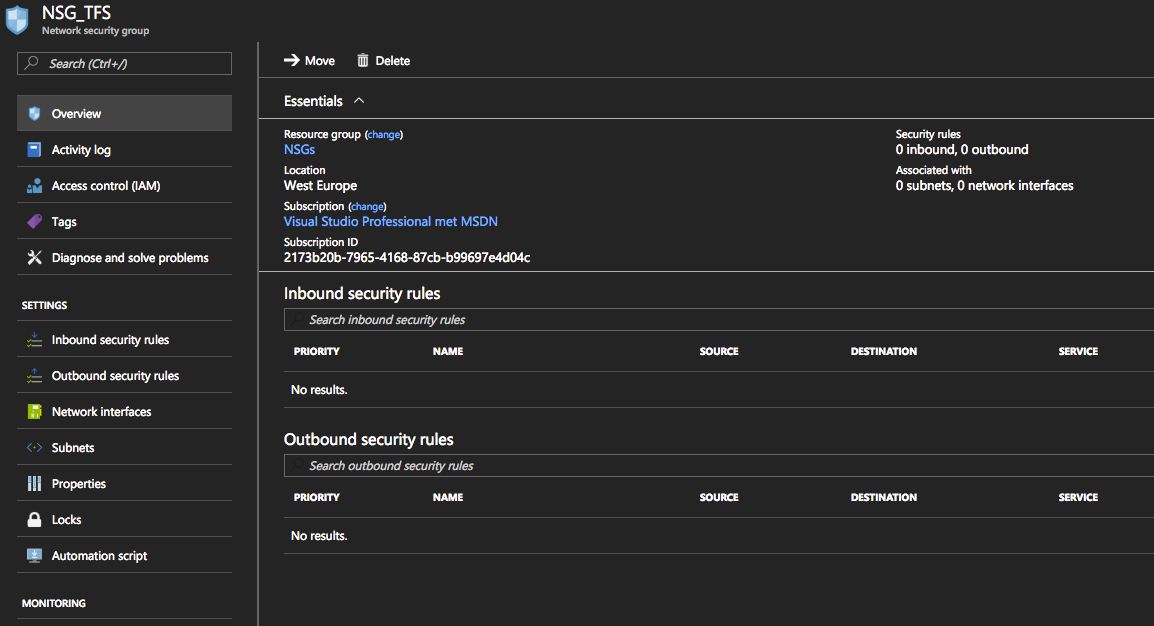 NSG_TFS
Network security group
Search (Ctrl+/)
Overview
Activity log
Access control (IAM)
Tags
Diagnose and solve problems
SETTINGS
Inbound security rules
Outbound security rules
Network interfaces
Subnets
Properties
Locks
Automation script
MONITORING
Move Delete
Essentials
Resource group (change)
NSGs
Location
West Europe
Subscription (change)
Visual Studio Professional met MSDN
Subscription ID
2173b20b-7965-4168-87cb-b99697e4d04c
Security rules
0 inbound, 0 outbound
Associated with
0 subnets, 0 network interfaces
Inbound security rules
Search inbound security rules
PRIORITY NAME SOURCE DESTINATION SERVICE
No results.
Outbound security rules
Search outbound security rules
PRIORITY NAME SOURCE DESTINATION SERVICE
No results.